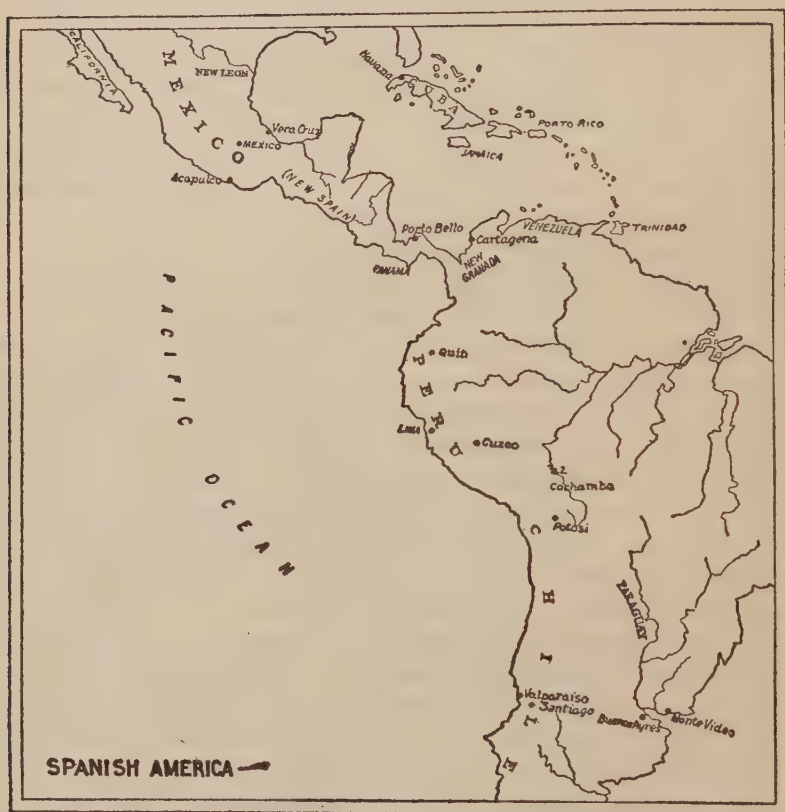 CALIFORNIA
MEXICO
NEW LEON
Havana
CUBA
PORTO RICO
JAMAICA
Vera Cruz
MEXICO
Acapulco
(NEW SPAIN)
Porto Bello
Cartagena
VENEZUELA
TRINIDAD
PANAMA
NEW
GRANADA
PACIFIC OCEAN
PERU
LIMA
Cuzco
Cochamba
Potosi
CHILE
PARAGUAY
Valparaiso
Santiago
Buenos Ayres
Monte Video
SPANISH AMERICA